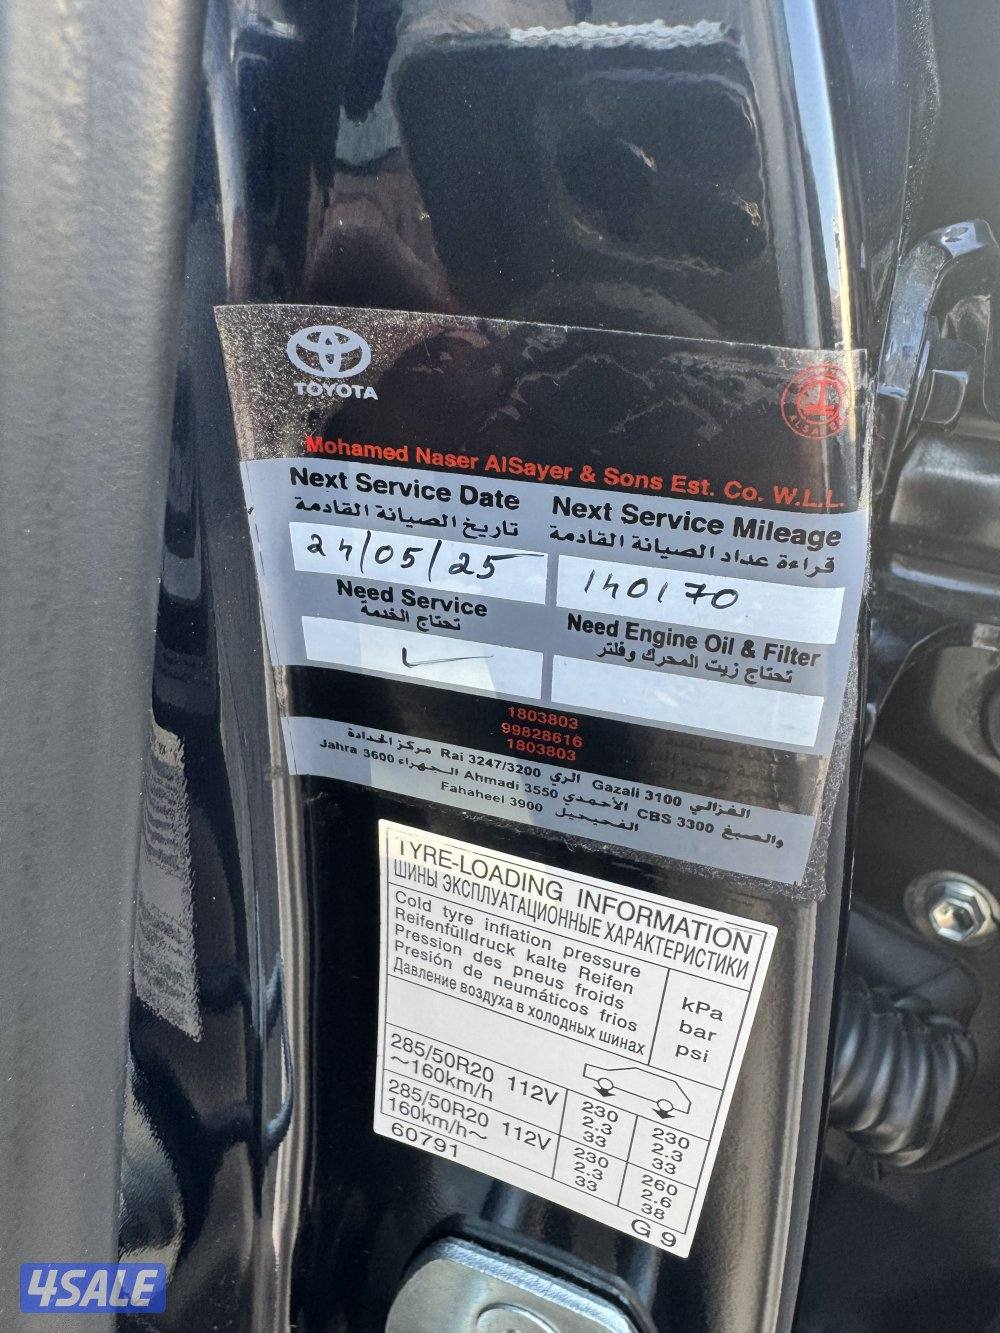 TOYOTA
ALSAYER
Mohamed Naser AlSayer & Sons Est. Co. W.L.L.
Next Service Date
تاريخ الصيانة القادمة
24/05/25
Next Service Mileage
قراءة عداد الصيانة القادمة
140170
Need Service
تحتاج الخدمة
✓
Need Engine Oil & Filter
تحتاج زيت المحرك وفلتر
1803803
99828616
1803803
الغزالي Gazali 3100 الري Rai 3247/3200 مركز الحدادة
والصبغ CBS 3300 الأحمدي Ahmadi 3550 الجهراء Jahra 3600
الفحيحيل Fahaheel 3900
TYRE-LOADING INFORMATION
ШИНЫ ЭКСПЛУАТАЦИОННЫЕ ХАРАКТЕРИСТИКИ
Cold tyre inflation pressure
Reifenfülldruck kalte Reifen
Pression des pneus froids
Presión de neumáticos frios
Давление воздуха в холодных шинах
kPa
bar
psi
285/50R20 112V
~160km/h
230
2.3
33
230
2.3
33
285/50R20 112V
160km/h~
230
2.3
33
260
2.6
38
60791
G 9
4SALE